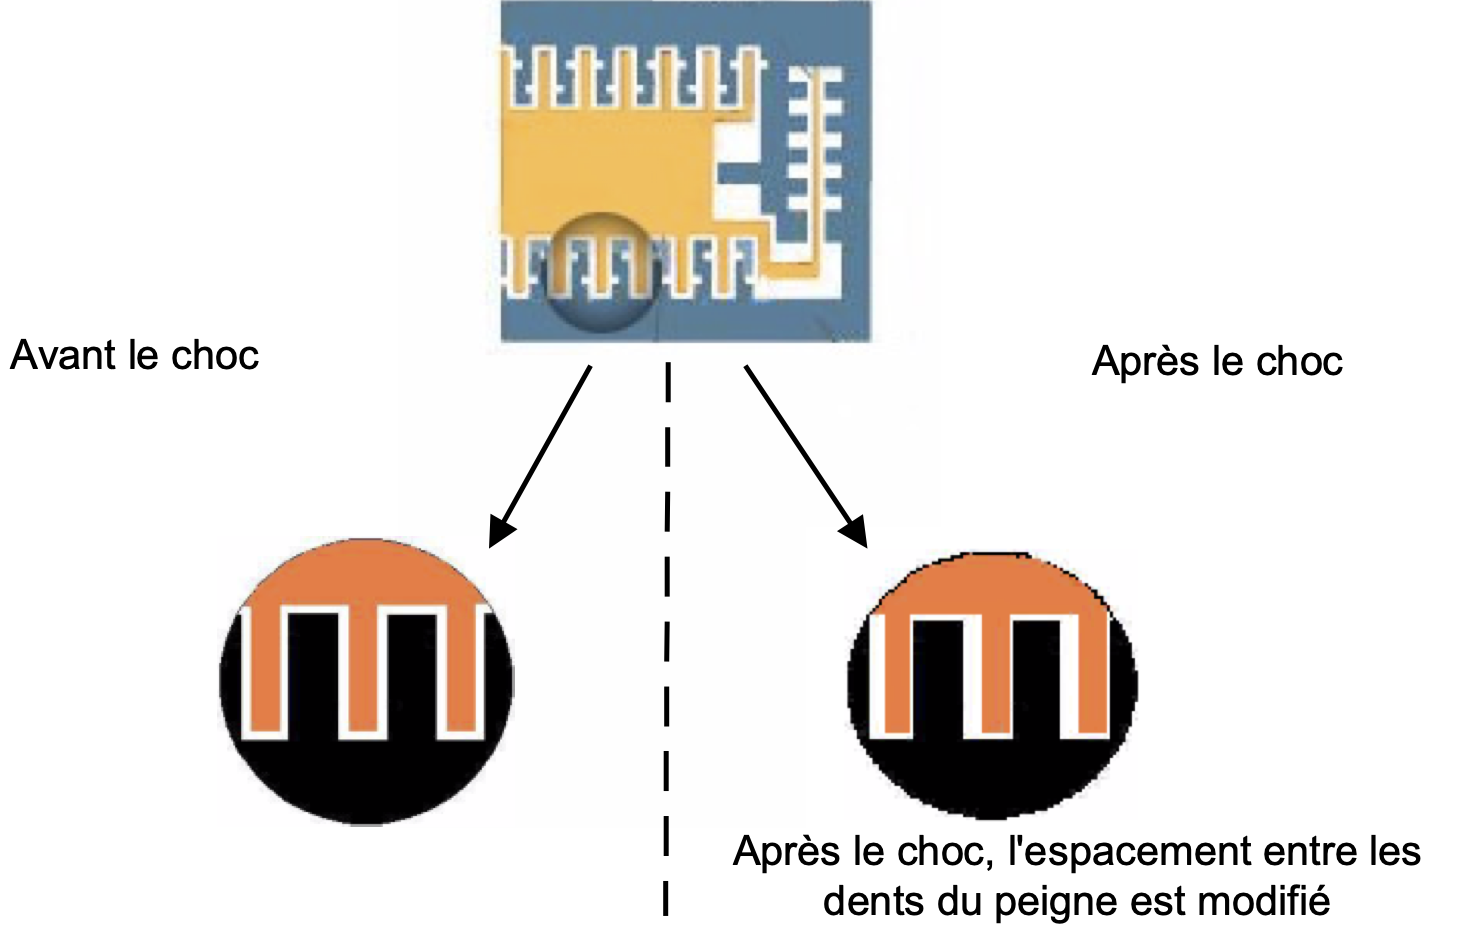 Avant le choc
Après le choc
Après le choc, l'espacement entre les
dents du peigne est modifié